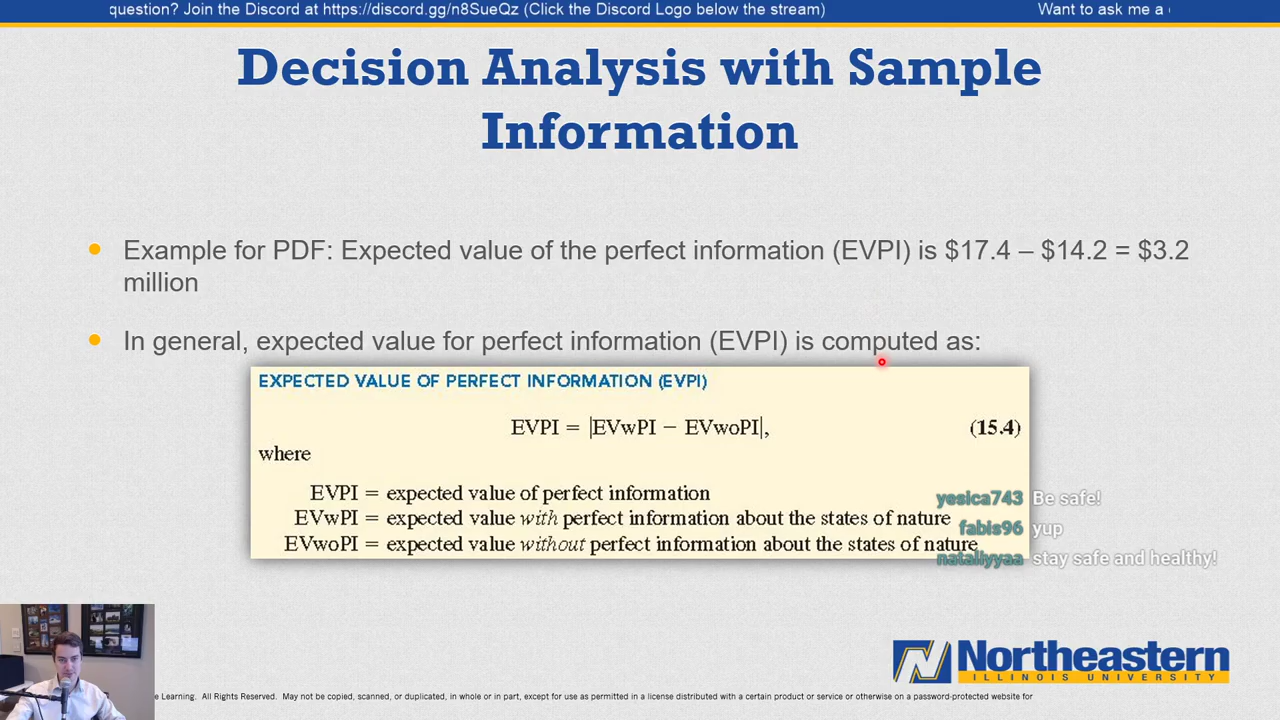 question? Join the Discord at https://discord.gg/n8SueQz (Click the Discord Logo below the stream)
Want to ask me a
Decision Analysis with Sample
Information
Example for PDF: Expected value of the perfect information (EVPI) is $17.4 – $14.2 = $3.2
million
In general, expected value for perfect information (EVPI) is computed as:
EXPECTED VALUE OF PERFECT INFORMATION (EVPI)
EVPI = |EVwPI − EVwoPI|, (15.4)
where
EVPI = expected value of perfect information
EVwPI = expected value with perfect information about the states of nature
EVwoPI = expected value without perfect information about the states of nature
yesica743 Be safe!
fabis96 yup
nataliyyaa stay safe and healthy!
Northeastern
ILLINOIS UNIVERSITY
Learning. All Rights Reserved. May not be copied, scanned, or duplicated, in whole or in part, except for use as permitted in a license distributed with a certain product or service or otherwise on a password-protected website for